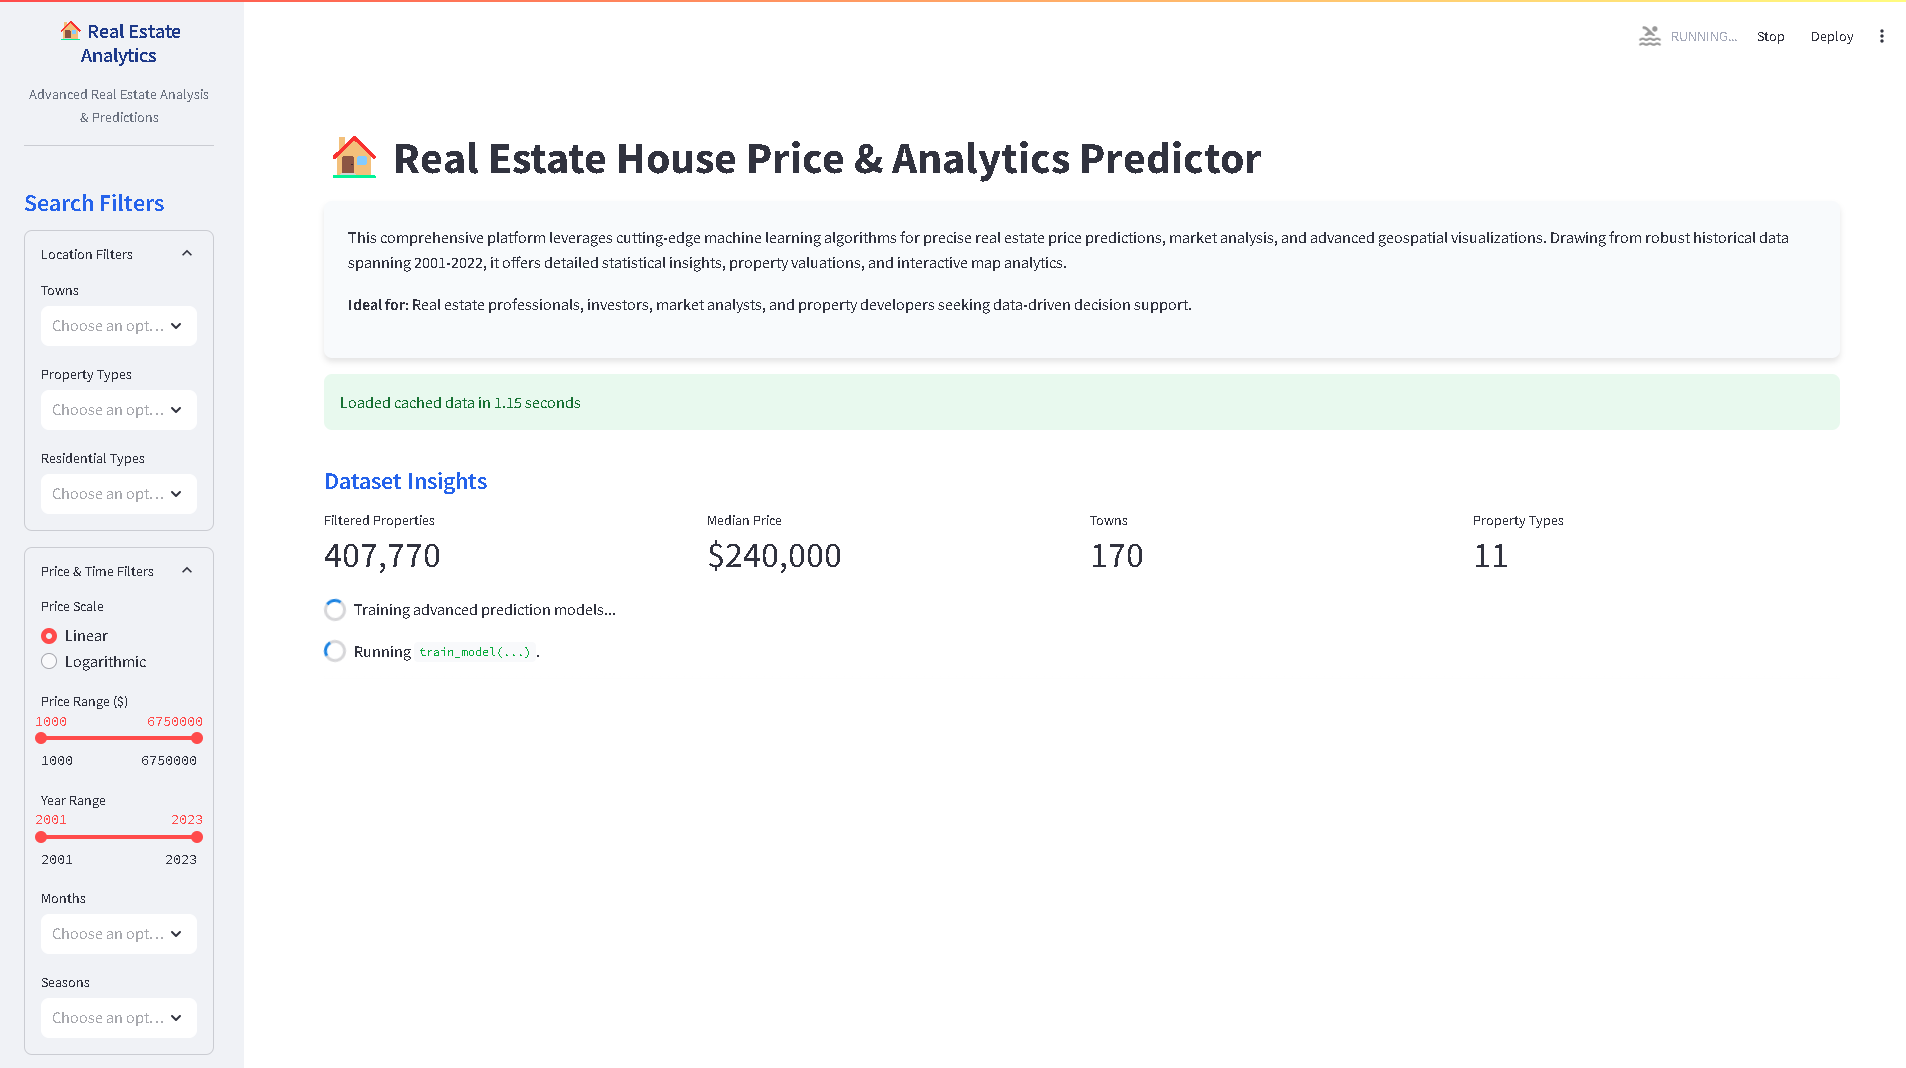 Real Estate
Analytics
Advanced Real Estate Analysis
& Predictions
Search Filters
Location Filters
Towns
Choose an opt...
Property Types
Choose an opt...
Residential Types
Choose an opt...
Price & Time Filters
Price Scale
Linear
Logarithmic
Price Range ($)
1000 6750000
1000 6750000
Year Range
2001 2023
2001 2023
Months
Choose an opt...
Seasons
Choose an opt...
RUNNING... Stop Deploy
Real Estate House Price & Analytics Predictor
This comprehensive platform leverages cutting-edge machine learning algorithms for precise real estate price predictions, market analysis, and advanced geospatial visualizations. Drawing from robust historical data
spanning 2001-2022, it offers detailed statistical insights, property valuations, and interactive map analytics.
Ideal for: Real estate professionals, investors, market analysts, and property developers seeking data-driven decision support.
Loaded cached data in 1.15 seconds
Dataset Insights
Filtered Properties Median Price Towns Property Types
407,770 $240,000 170 11
Training advanced prediction models...
Running train_model(...) .